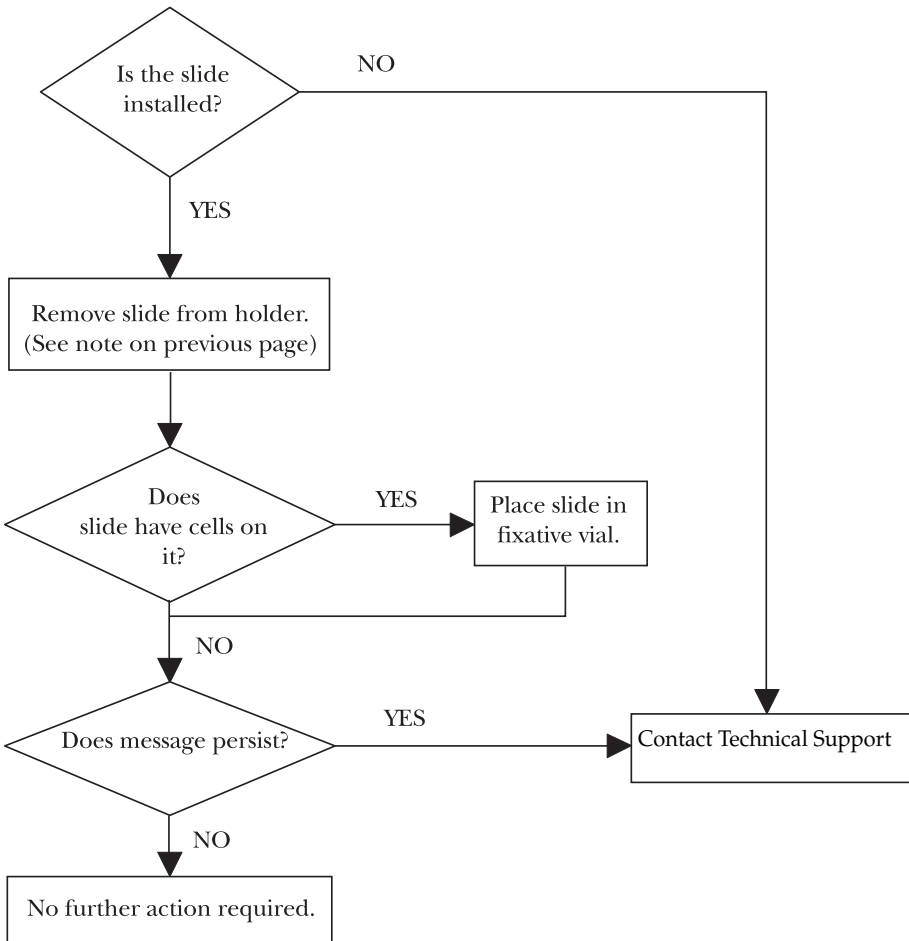 Is the slide
installed?
NO
YES
Remove slide from holder.
(See note on previous page)
Does
slide have cells on
it?
YES
Place slide in
fixative vial.
NO
Does message persist?
YES
Contact Technical Support
NO
No further action required.